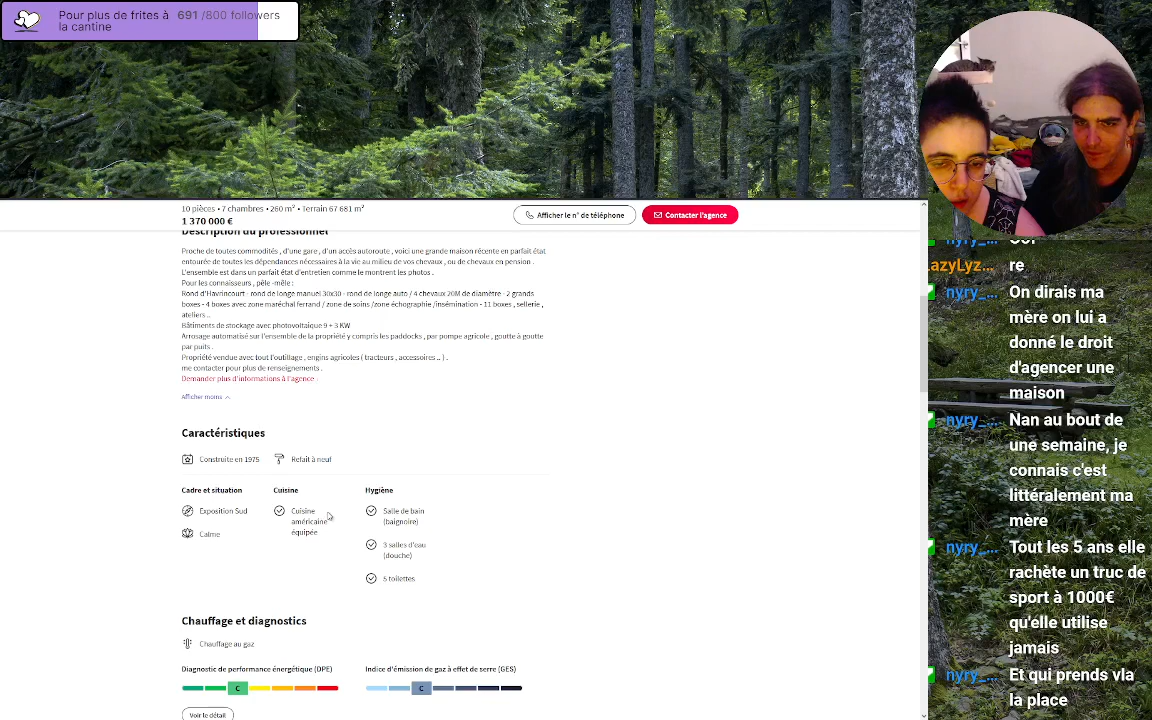 Pour plus de frites à
la cantine
691 /800 followers
10 pièces • 7 chambres • 260 m² • Terrain 67 681 m²
1 370 000 €
Afficher le n° de téléphone
Contacter l'agence
Description du professionnel
Proche de toutes commodités , d'une gare , d'un accès autoroute , voici une grande maison récente en parfait état
entourée de toutes les dépendances nécessaires à la vie au milieu de vos chevaux , ou de chevaux en pension .
L'ensemble est dans un parfait état d'entretien comme le montrent les photos .
Pour les connaisseurs , pêle -mêle :
Rond d'Havrincourt - rond de longe manuel 30x30 - rond de longe auto / 4 chevaux 20M de diamètre - 2 grands
boxes - 4 boxes avec zone maréchal ferrand / zone de soins /zone échographie /insémination - 11 boxes , sellerie ,
ateliers ..
Bâtiments de stockage avec photovoltaïque 9 + 3 KW
Arrosage automatisé sur l'ensemble de la propriété y compris les paddocks , par pompe agricole , goutte à goutte
par puits .
Propriété vendue avec tout l'outillage , engins agricoles ( tracteurs , accessoires .. ) .
me contacter pour plus de renseignements .
Demander plus d'informations à l'agence .
Afficher moins
Caractéristiques
Construite en 1975
Refait à neuf
Cadre et situation
Exposition Sud
Calme
Cuisine
Cuisine
américaine
équipée
Hygiène
Salle de bain
(baignoire)
3 salles d'eau
(douche)
5 toilettes
Chauffage et diagnostics
Chauffage au gaz
Diagnostic de performance énergétique (DPE)
C
Indice d'émission de gaz à effet de serre (GES)
C
Voir le détail
re
nyry_... On dirais ma
mère on lui a
donné le droit
d'agencer une
maison
nyry_... Nan au bout de
une semaine, je
connais c'est
littéralement ma
mère
nyry_... Tout les 5 ans elle
rachète un truc de
sport à 1000€
qu'elle utilise
jamais
nyry_... Et qui prends vla
la place